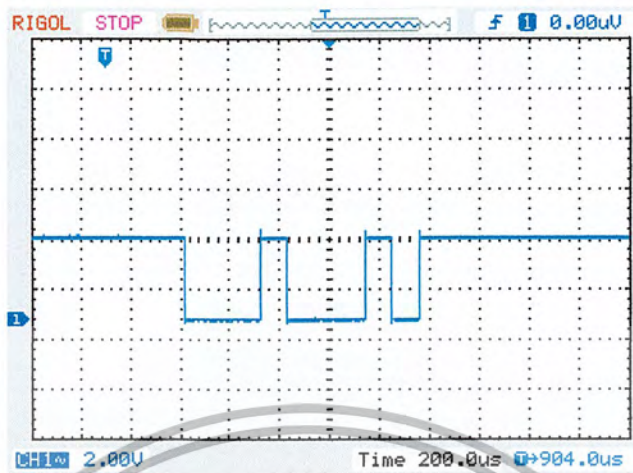 RIGOL STOP T f 1 0.00uV
T
1
CH1~ 2.00V Time 200.0us T→904.0us